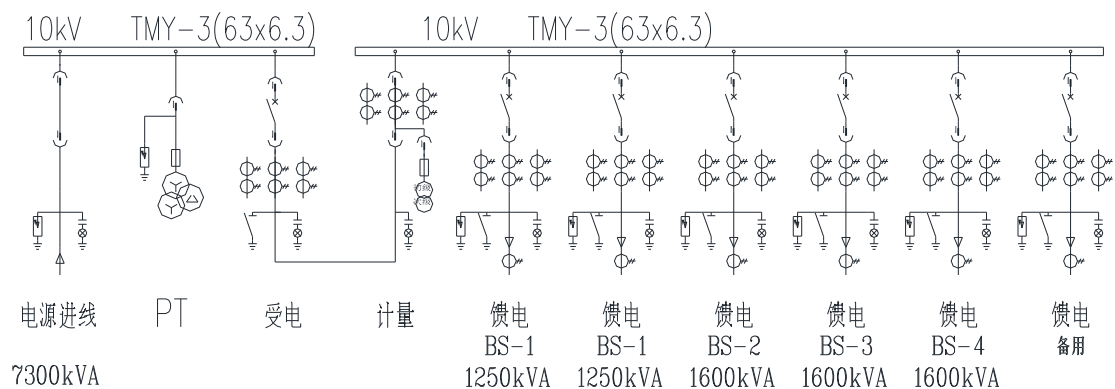 10kV TMY-3(63x6.3) 10kV TMY-3(63x6.3)
电源进线 PT 受电 计量 馈电 馈电 馈电 馈电 馈电 馈电
BS-1 BS-1 BS-2 BS-3 BS-4 备用
7300kVA 1250kVA 1250kVA 1600kVA 1600kVA 1600kVA